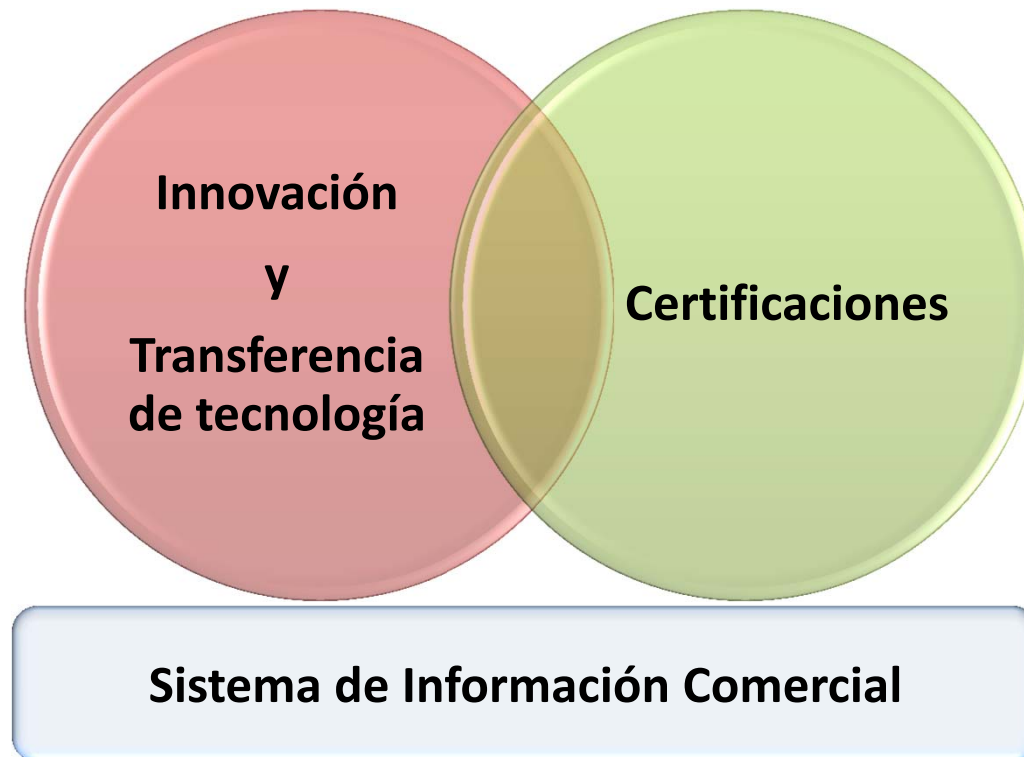 Innovación
y
Transferencia
de tecnología
Certificaciones
Sistema de Información Comercial